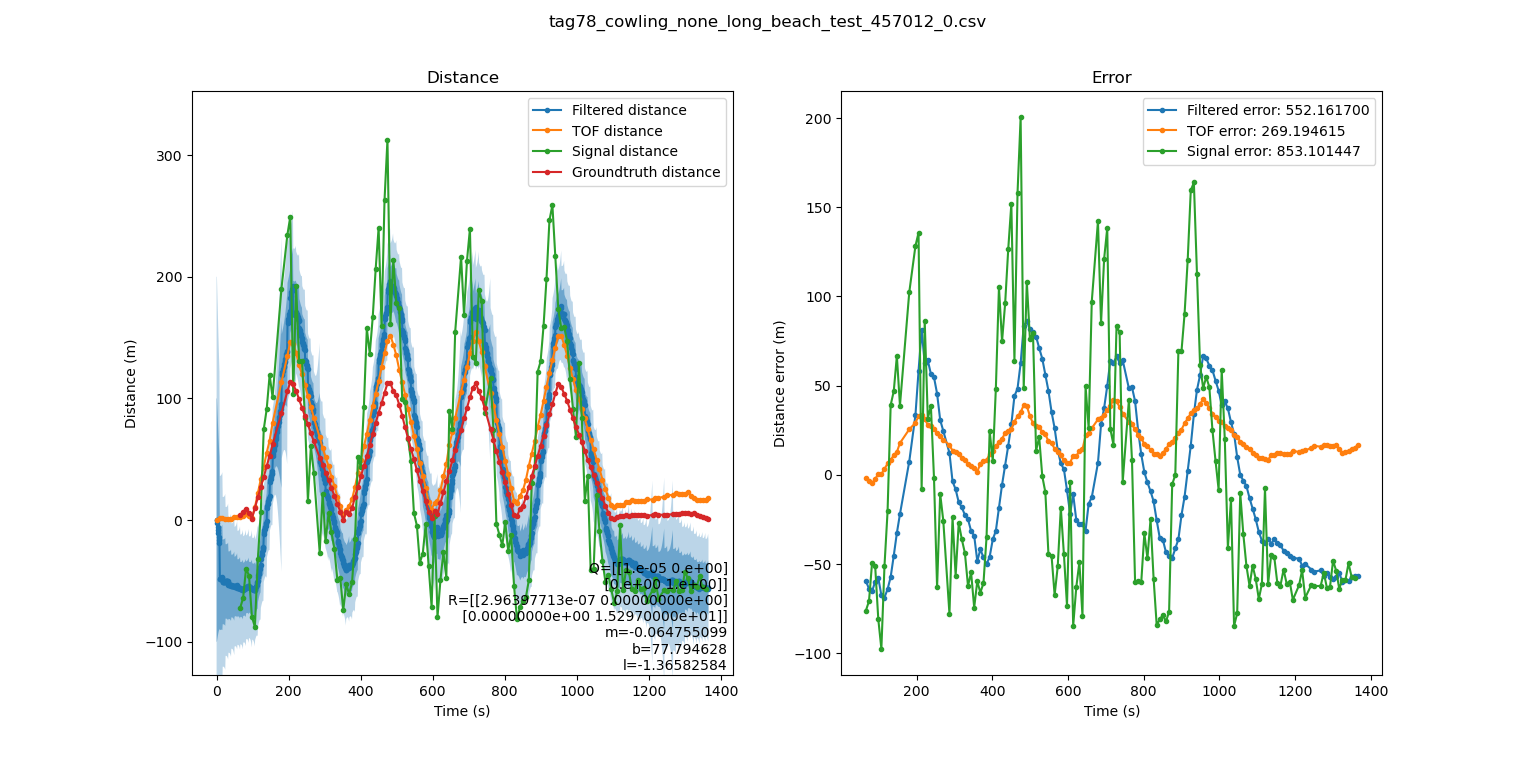 tag78_cowling_none_long_beach_test_457012_0.csv
Distance
Filtered distance
TOF distance
Signal distance
Groundtruth distance
Distance (m)
300
200
100
0
−100
Q=[[1.e-05 0.e+00]
[0.e+00 1.e+00]]
R=[[2.96397713e-07 0.00000000e+00]
[0.00000000e+00 1.52970000e+01]]
m=-0.064755099
b=77.794628
l=-1.36582584
0 200 400 600 800 1000 1200 1400
Time (s)
Error
Filtered error: 552.161700
TOF error: 269.194615
Signal error: 853.101447
Distance error (m)
200
150
100
50
0
−50
−100
200 400 600 800 1000 1200 1400
Time (s)